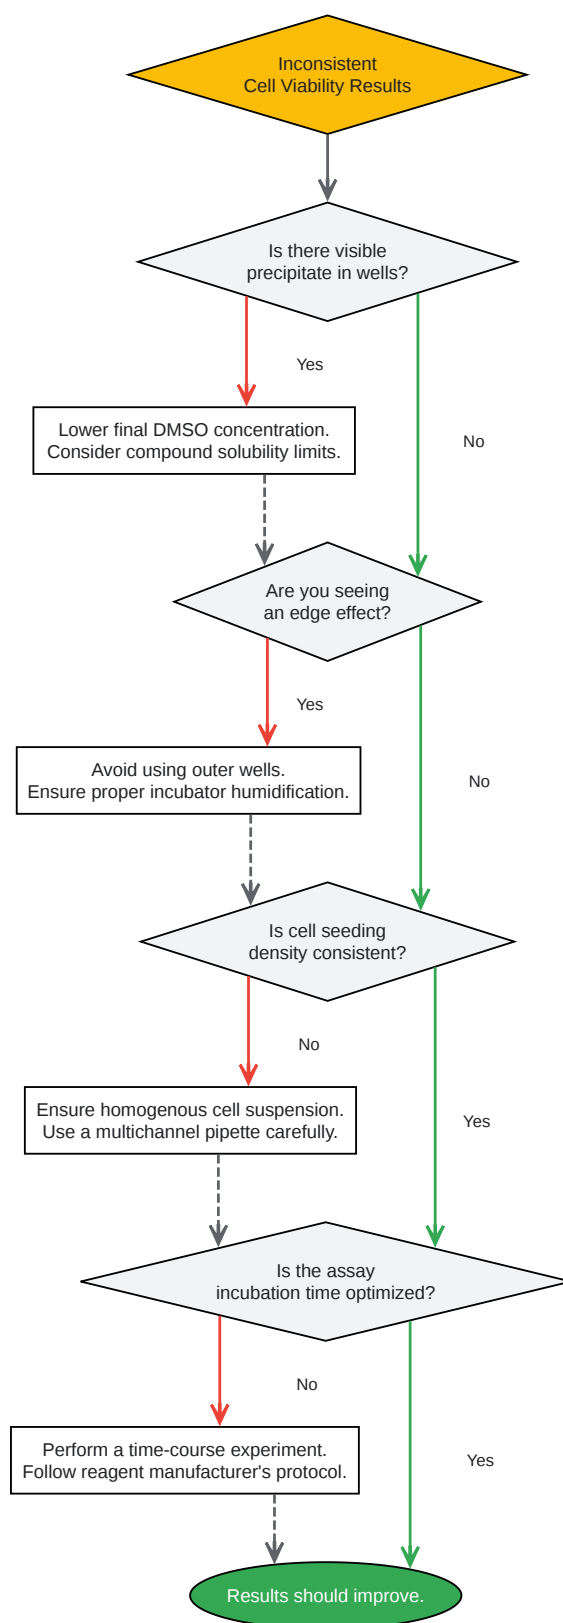 Inconsistent
Cell Viability Results
Is there visible
precipitate in wells?
Yes
Lower final DMSO concentration.
Consider compound solubility limits.
No
Are you seeing
an edge effect?
Yes
Avoid using outer wells.
Ensure proper incubator humidification.
No
Is cell seeding
density consistent?
No
Ensure homogenous cell suspension.
Use a multichannel pipette carefully.
Yes
Is the assay
incubation time optimized?
No
Perform a time-course experiment.
Follow reagent manufacturer's protocol.
Yes
Results should improve.